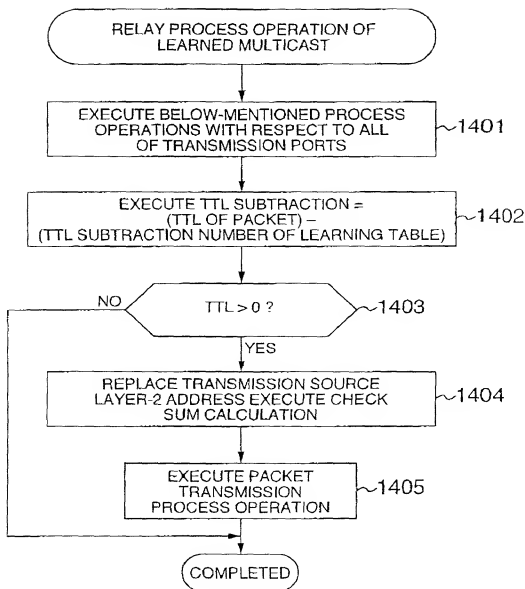 RELAY PROCESS OPERATION OF
LEARNED MULTICAST
EXECUTE BELOW-MENTIONED PROCESS
OPERATIONS WITH RESPECT TO ALL
OF TRANSMISSION PORTS
1401
EXECUTE TTL SUBTRACTION =
(TTL OF PACKET) –
(TTL SUBTRACTION NUMBER OF LEARNING TABLE)
1402
NO
TTL > 0 ?
1403
YES
REPLACE TRANSMISSION SOURCE
LAYER-2 ADDRESS EXECUTE CHECK
SUM CALCULATION
1404
EXECUTE PACKET
TRANSMISSION
PROCESS OPERATION
1405
COMPLETED